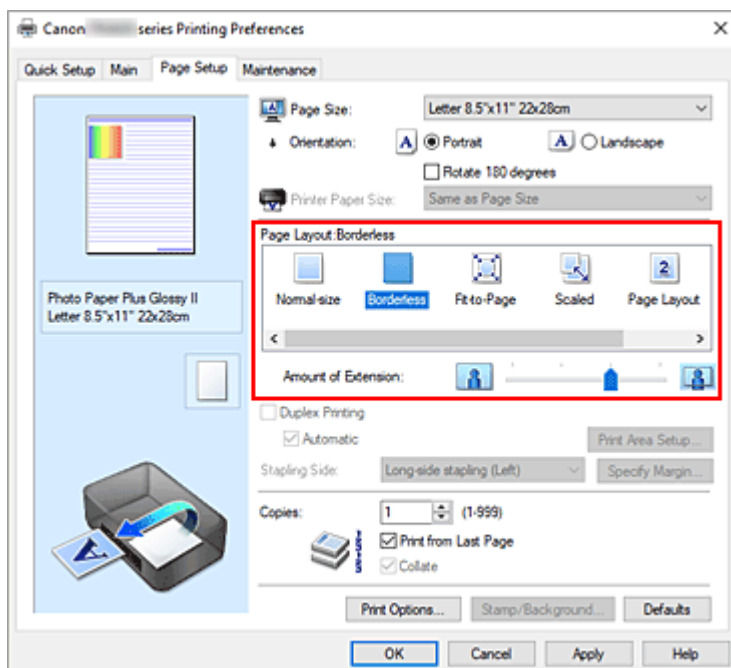 Canon series Printing Preferences
Quick Setup Main Page Setup Maintenance
Page Size: Letter 8.5"x11" 22x28cm
Orientation: A Portrait A Landscape
Rotate 180 degrees
Printer Paper Size: Same as Page Size
Page Layout:Borderless
2
Normal-size Borderless Fit-to-Page Scaled Page Layout
Photo Paper Plus Glossy II
Letter 8.5"x11" 22x28cm
Amount of Extension:
Duplex Printing
Automatic Print Area Setup...
Stapling Side: Long-side stapling (Left) Specify Margin...
Copies: 1 (1-999)
Print from Last Page
Collate
A
Print Options... Stamp/Background... Defaults
OK Cancel Apply Help